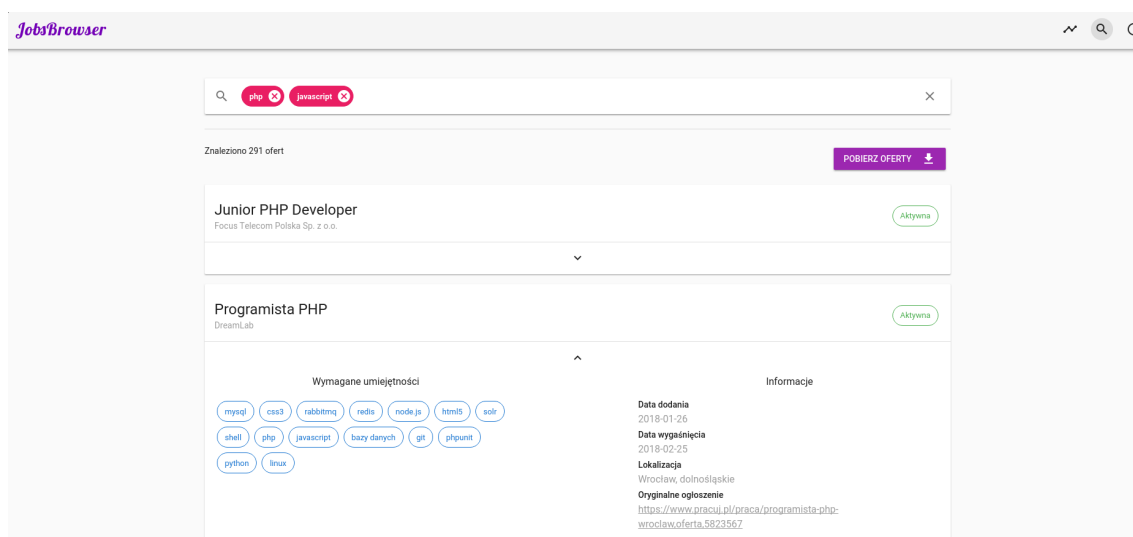 JobsBrowser
php javascript
Znaleziono 291 ofert
POBIERZ OFERTY
Junior PHP Developer
Focus Telecom Polska Sp. z o.o.
Aktywna
Programista PHP
DreamLab
Aktywna
Wymagane umiejętności
mysql css3 rabbitmq redis node.js html5 solr
shell php javascript bazy danych git phpunit
python linux
Informacje
Data dodania
2018-01-26
Data wygaśnięcia
2018-02-25
Lokalizacja
Wrocław, dolnośląskie
Oryginalne ogłoszenie
https://www.pracuj.pl/praca/programista-php-
wroclaw,oferta,5823567